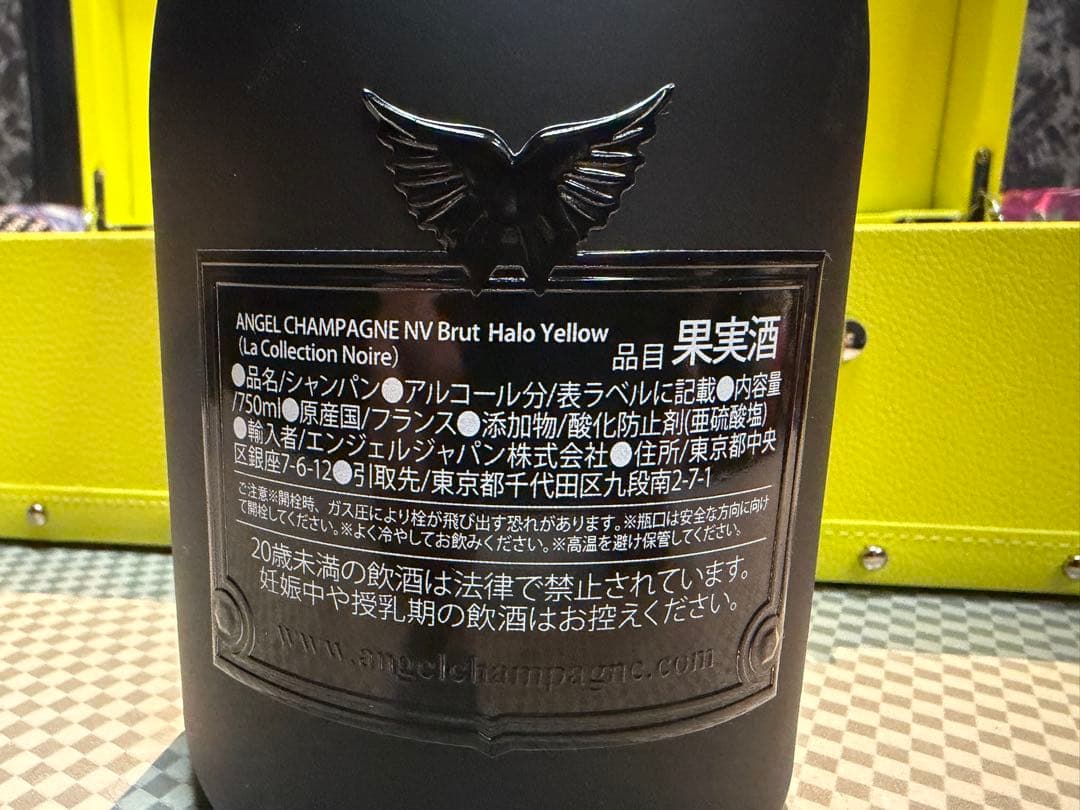 ANGEL CHAMPAGNE NV Brut Halo Yellow
（La Collection Noire） 品目 果実酒
●品名/シャンパン●アルコール分/表ラベルに記載●内容量
/750ml●原産国/フランス●添加物/酸化防止剤(亜硫酸塩)
●輸入者/エンジェルジャパン株式会社●住所/東京都中央
区銀座7-6-12●引取先/東京都千代田区九段南2-7-1
ご注意※開栓時、ガス圧により栓が飛び出す恐れがあります。※瓶口は安全な方向に向け
て開栓してください。※よく冷やしてお飲みください。※高温を避け保管してください。
20歳未満の飲酒は法律で禁止されています。
妊娠中や授乳期の飲酒はお控えください。
www.angelchampagne.com